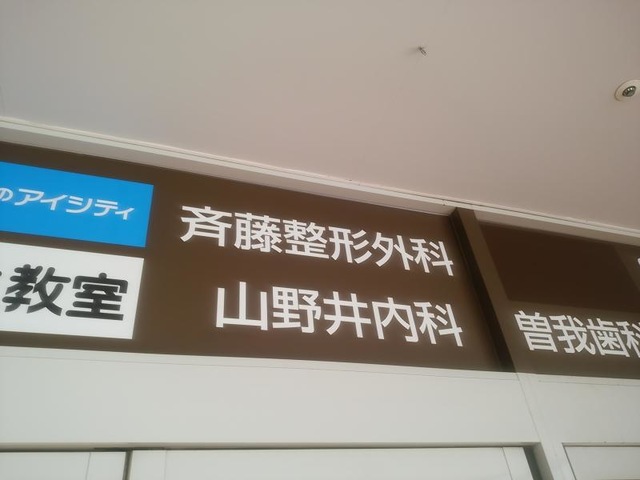 のアイシティ
教室
斉藤整形外科
山野井内科
曽我歯科